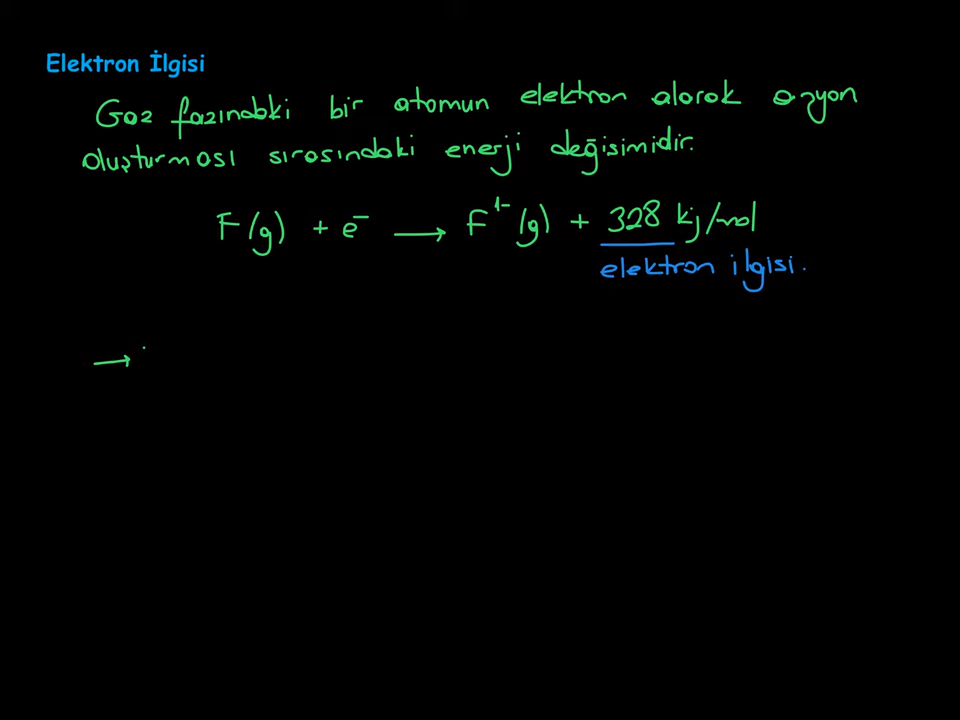 Elektron İlgisi
Gaz fazındaki bir atomun elektron alarak anyon
oluşturması sırasındaki enerji değişimidir.
F(g) + e⁻ → F¹⁻(g) + 328 kj/mol
elektron ilgisi.
→